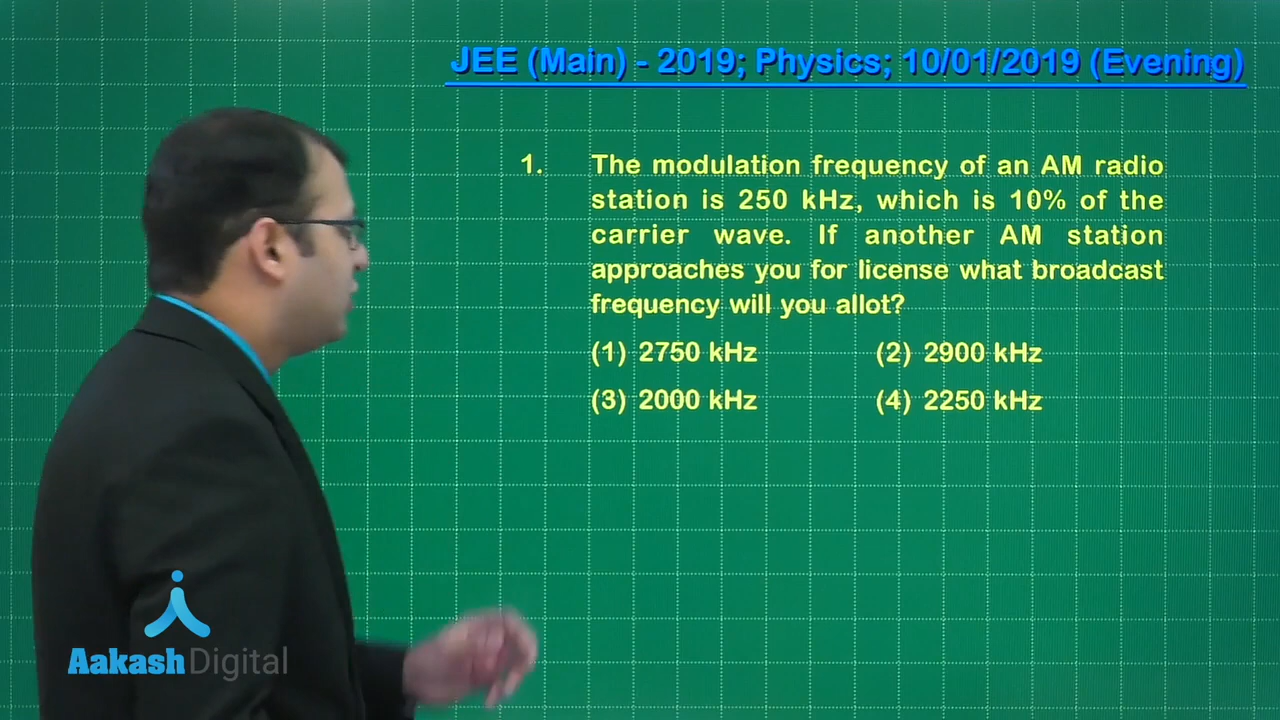 JEE (Main) - 2019; Physics; 10/01/2019 (Evening)
1. The modulation frequency of an AM radio
station is 250 kHz, which is 10% of the
carrier wave. If another AM station
approaches you for license what broadcast
frequency will you allot?
(1) 2750 kHz (2) 2900 kHz
(3) 2000 kHz (4) 2250 kHz
Aakash Digital